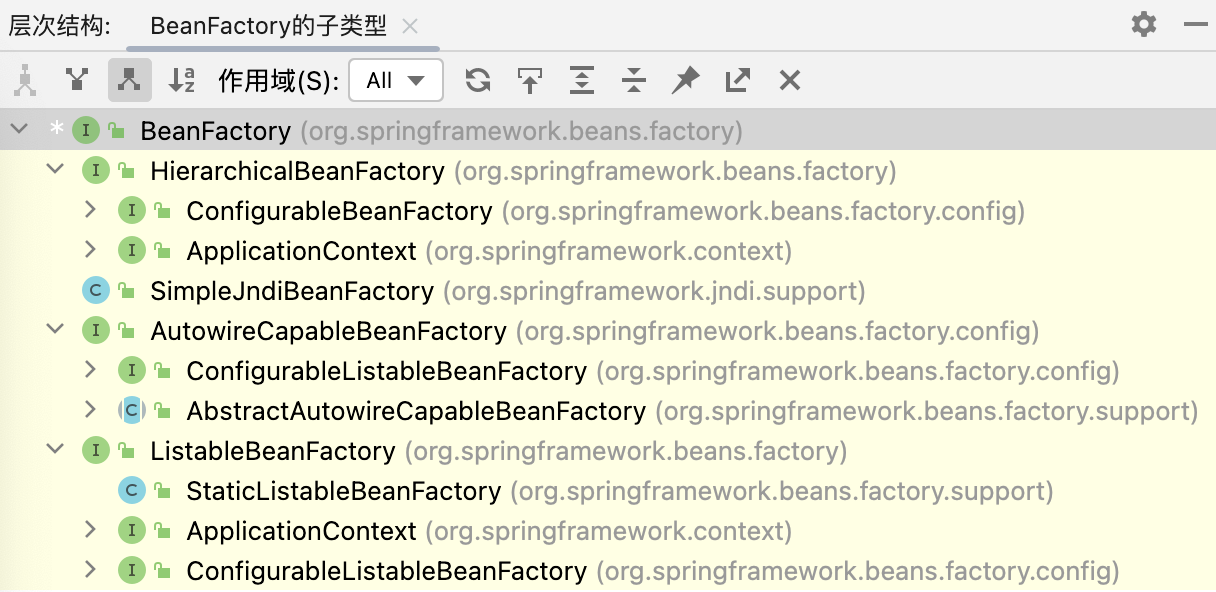 层次结构: BeanFactory的子类型
作用域(S): All
* I BeanFactory (org.springframework.beans.factory)
I HierarchicalBeanFactory (org.springframework.beans.factory)
I ConfigurableBeanFactory (org.springframework.beans.factory.config)
I ApplicationContext (org.springframework.context)
C SimpleJndiBeanFactory (org.springframework.jndi.support)
I AutowireCapableBeanFactory (org.springframework.beans.factory.config)
I ConfigurableListableBeanFactory (org.springframework.beans.factory.config)
C AbstractAutowireCapableBeanFactory (org.springframework.beans.factory.support)
I ListableBeanFactory (org.springframework.beans.factory)
C StaticListableBeanFactory (org.springframework.beans.factory.support)
I ApplicationContext (org.springframework.context)
I ConfigurableListableBeanFactory (org.springframework.beans.factory.config)